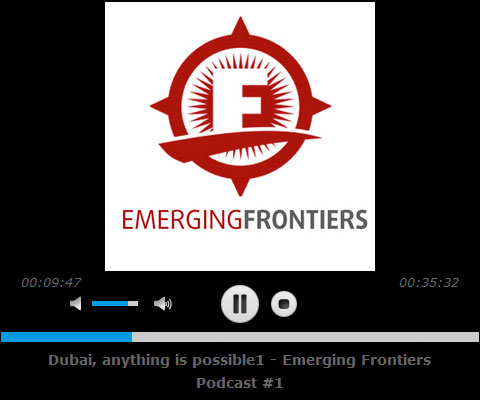 E
EMERGINGFRONTIERS
00:09:47
00:35:32
Dubai, anything is possible1 - Emerging Frontiers
Podcast #1